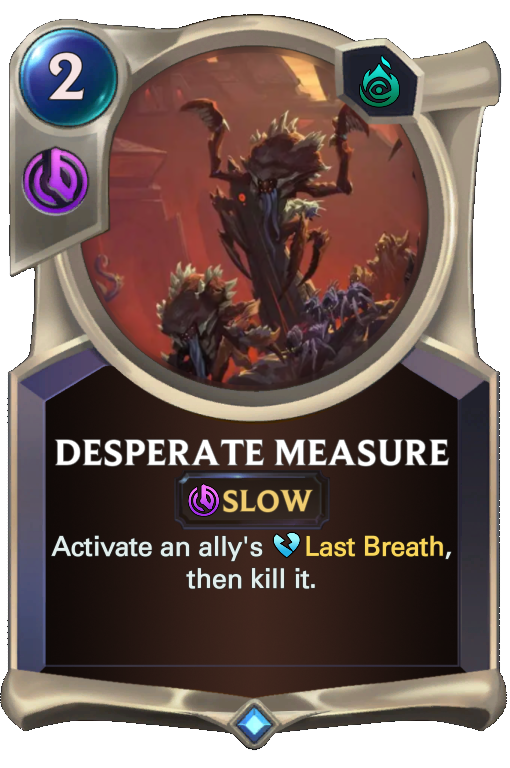 2
DESPERATE MEASURE
SLOW
Activate an ally's Last Breath,
then kill it.